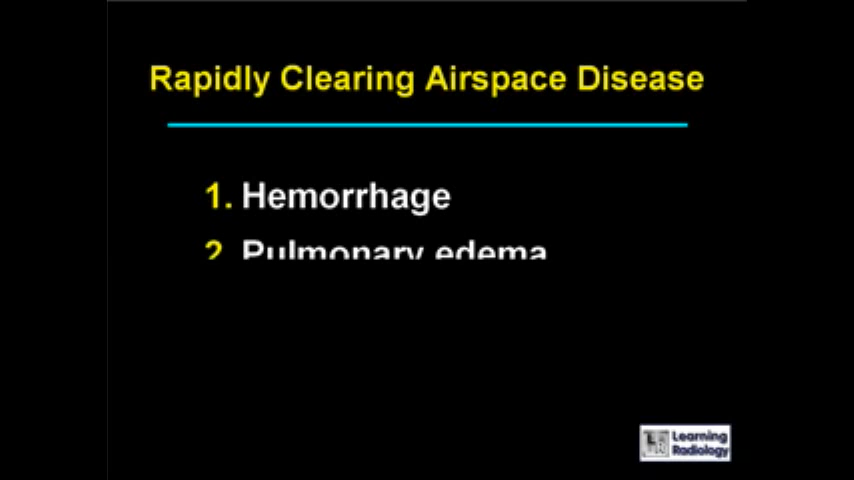 Rapidly Clearing Airspace Disease
1. Hemorrhage
2 Pulmonary edema
Learning
Radiology